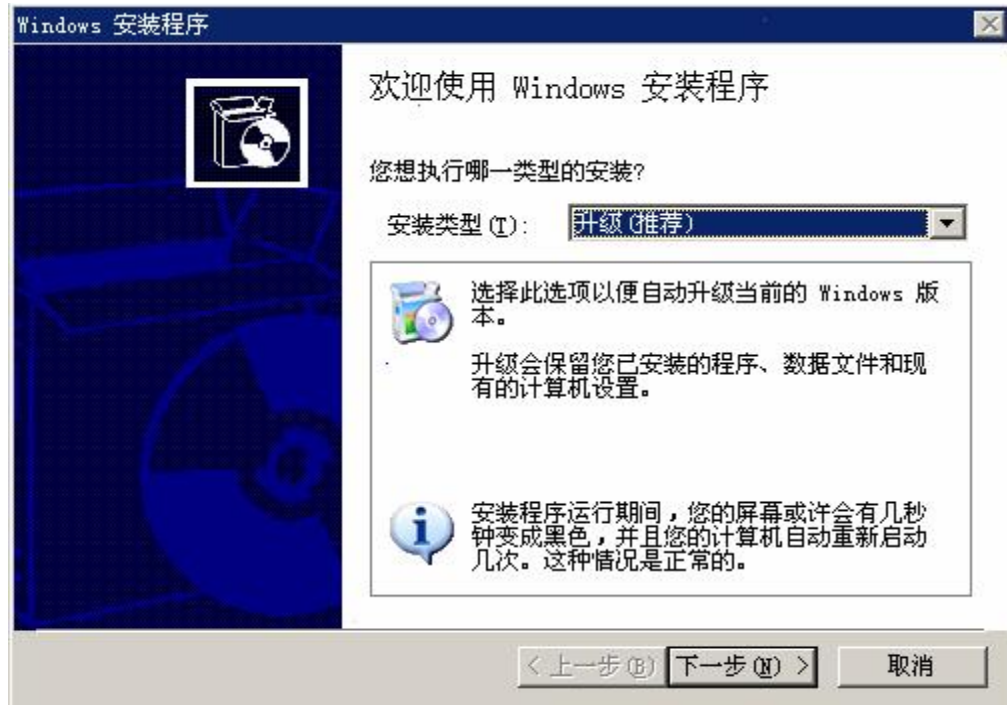 Windows 安装程序
欢迎使用 Windows 安装程序
您想执行哪一类型的安装?
安装类型(T): 升级(推荐)
选择此选项以便自动升级当前的 Windows 版
本。
升级会保留您已安装的程序、数据文件和现
有的计算机设置。
安装程序运行期间，您的屏幕或许会有几秒
钟变成黑色，并且您的计算机自动重新启动
几次。这种情况是正常的。
< 上一步(B) 下一步(N) > 取消